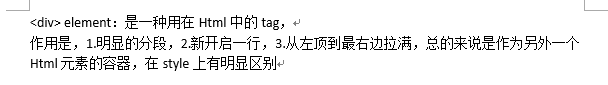 <div> element：是一种用在 Html 中的 tag，
作用是，1.明显的分段，2.新开启一行，3.从左顶到最右边拉满，总的来说是作为另外一个
Html 元素的容器，在 style 上有明显区别